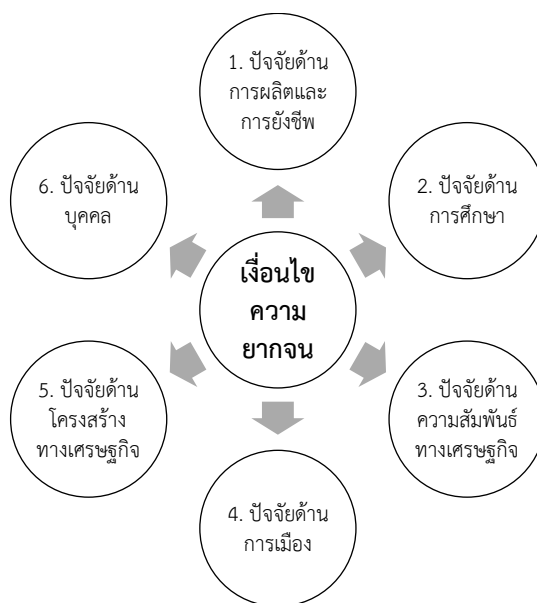 1. ปัจจัยด้าน
การผลิตและ
การยังชีพ
6. ปัจจัยด้าน
บุคคล
2. ปัจจัยด้าน
การศึกษา
เงื่อนไข
ความ
ยากจน
5. ปัจจัยด้าน
โครงสร้าง
ทางเศรษฐกิจ
3. ปัจจัยด้าน
ความสัมพันธ์
ทางเศรษฐกิจ
4. ปัจจัยด้าน
การเมือง